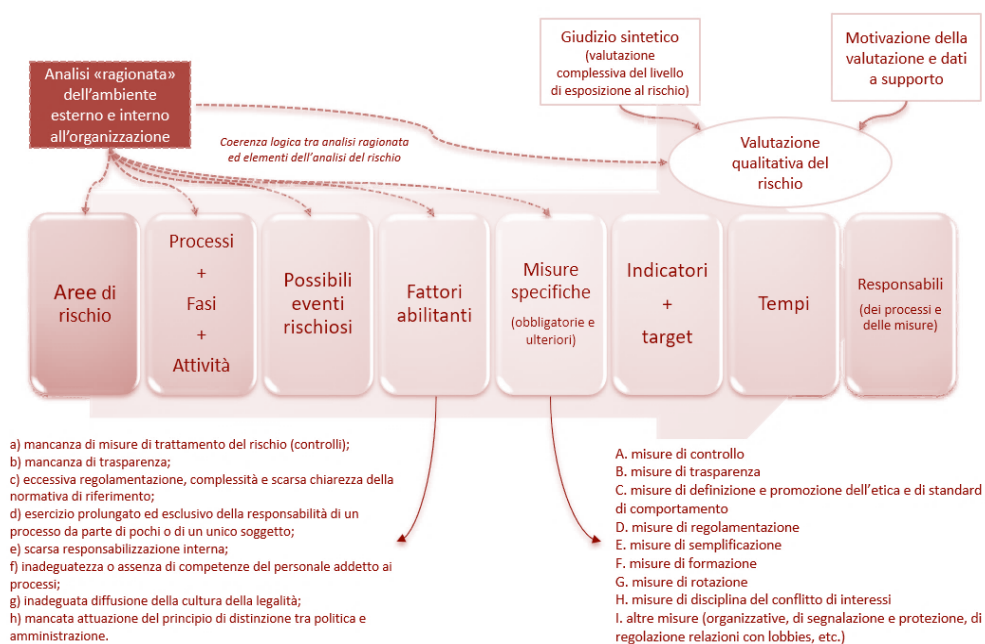 Analisi «ragionata»
dell'ambiente
esterno e interno
all'organizzazione
Giudizio sintetico
(valutazione
complessiva del livello
di esposizione al rischio)
Motivazione della
valutazione e dati
a supporto
Coerenza logica tra analisi ragionata
ed elementi dell'analisi del rischio
Valutazione
qualitativa del
rischio
Aree di
rischio
Processi
+
Fasi
+
Attività
Possibili
eventi
rischiosi
Fattori
abilitanti
Misure
specifiche
(obbligatorie e
ulteriori)
Indicatori
+
target
Tempi
Responsabili
(dei processi e
delle misure)
a) mancanza di misure di trattamento del rischio (controlli);
b) mancanza di trasparenza;
c) eccessiva regolamentazione, complessità e scarsa chiarezza della
normativa di riferimento;
d) esercizio prolungato ed esclusivo della responsabilità di un
processo da parte di pochi o di un unico soggetto;
e) scarsa responsabilizzazione interna;
f) inadeguatezza o assenza di competenze del personale addetto ai
processi;
g) inadeguata diffusione della cultura della legalità;
h) mancata attuazione del principio di distinzione tra politica e
amministrazione.
A. misure di controllo
B. misure di trasparenza
C. misure di definizione e promozione dell'etica e di standard
di comportamento
D. misure di regolamentazione
E. misure di semplificazione
F. misure di formazione
G. misure di rotazione
H. misure di disciplina del conflitto di interessi
I. altre misure (organizzative, di segnalazione e protezione, di
regolazione relazioni con lobbies, etc.)